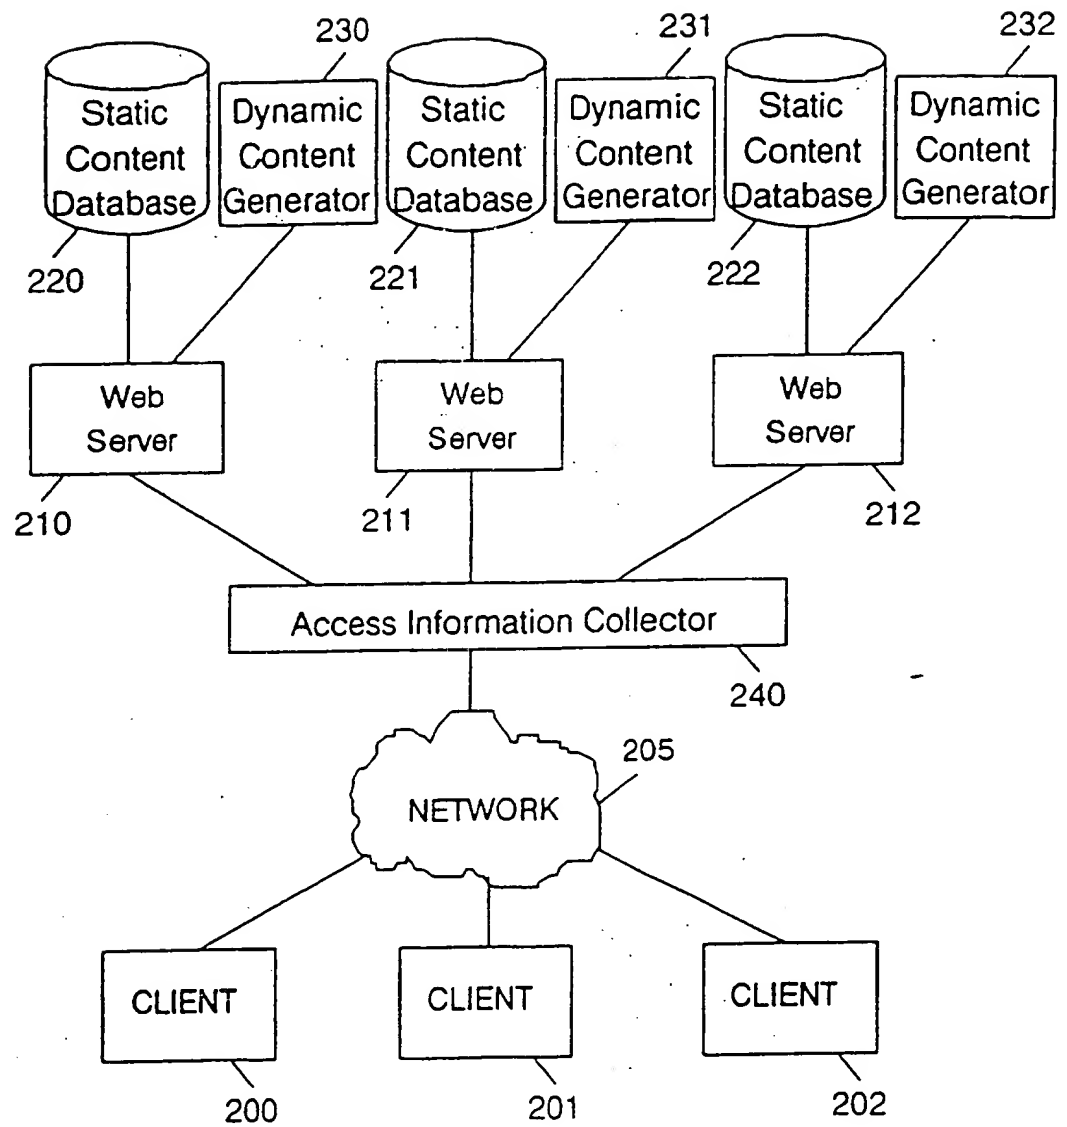 230
231
232
Static
Content
Database
Dynamic
Content
Generator
Static
Content
Database
Dynamic
Content
Generator
Static
Content
Database
Dynamic
Content
Generator
220
221
222
Web
Server
Web
Server
Web
Server
210
211
212
Access Information Collector
240
205
NETWORK
CLIENT
CLIENT
CLIENT
200
201
202